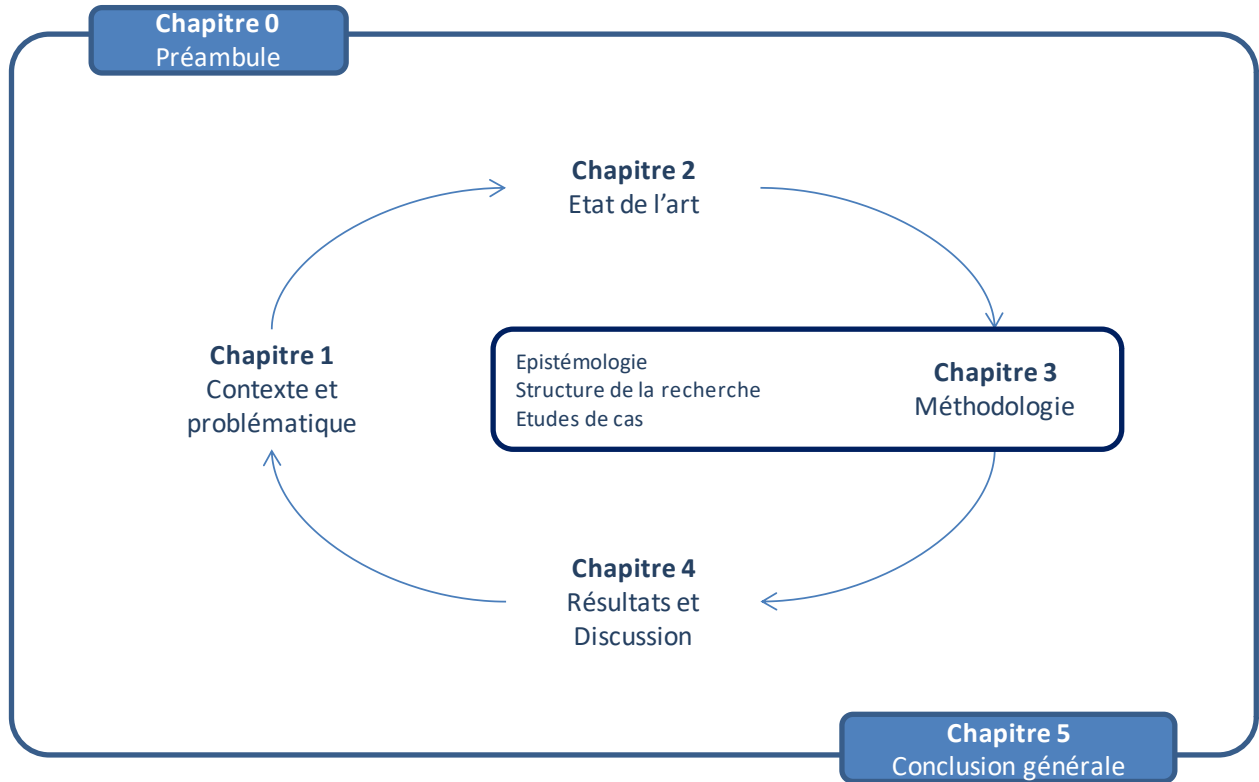 Chapitre 0
Préambule
Chapitre 2
Etat de l’art
Chapitre 1
Contexte et
problématique
Epistémologie
Structure de la recherche
Etudes de cas
Chapitre 3
Méthodologie
Chapitre 4
Résultats et
Discussion
Chapitre 5
Conclusion générale